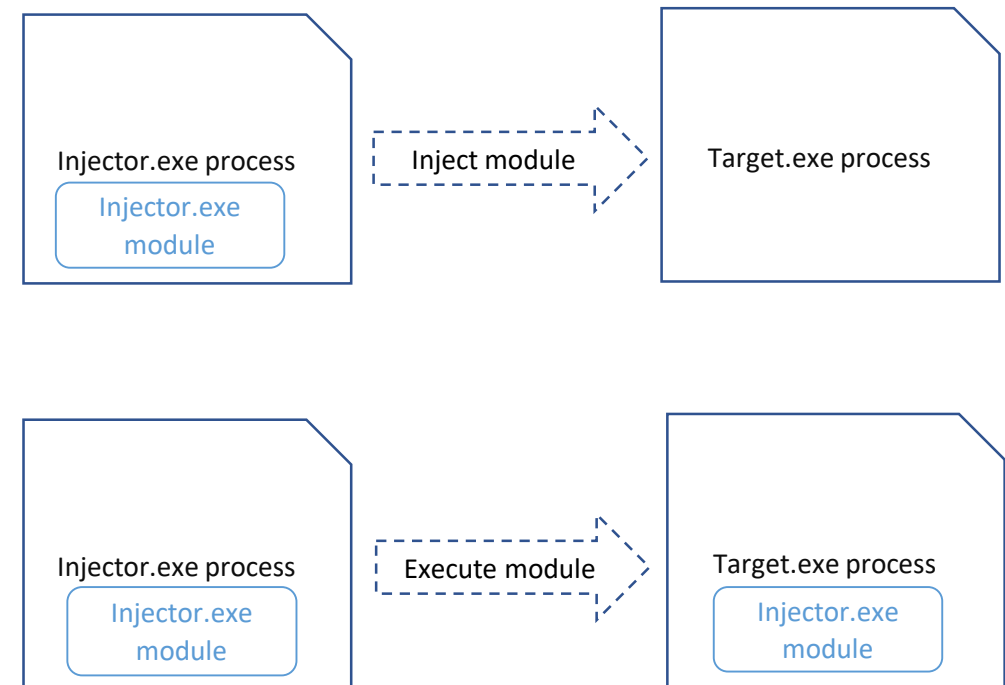 Injector.exe process
Injector.exe
module
Inject module
Target.exe process
Injector.exe process
Injector.exe
module
Execute module
Target.exe process
Injector.exe
module